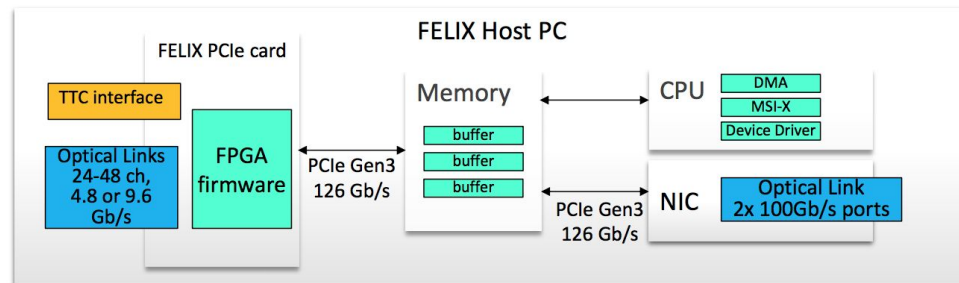 FELIX Host PC
FELIX PCIe card
TTC interface
Optical Links
24-48 ch,
4.8 or 9.6
Gb/s
FPGA
firmware
PCIe Gen3
126 Gb/s
Memory
buffer
buffer
buffer
PCIe Gen3
126 Gb/s
CPU
DMA
MSI-X
Device Driver
NIC
Optical Link
2x 100Gb/s ports